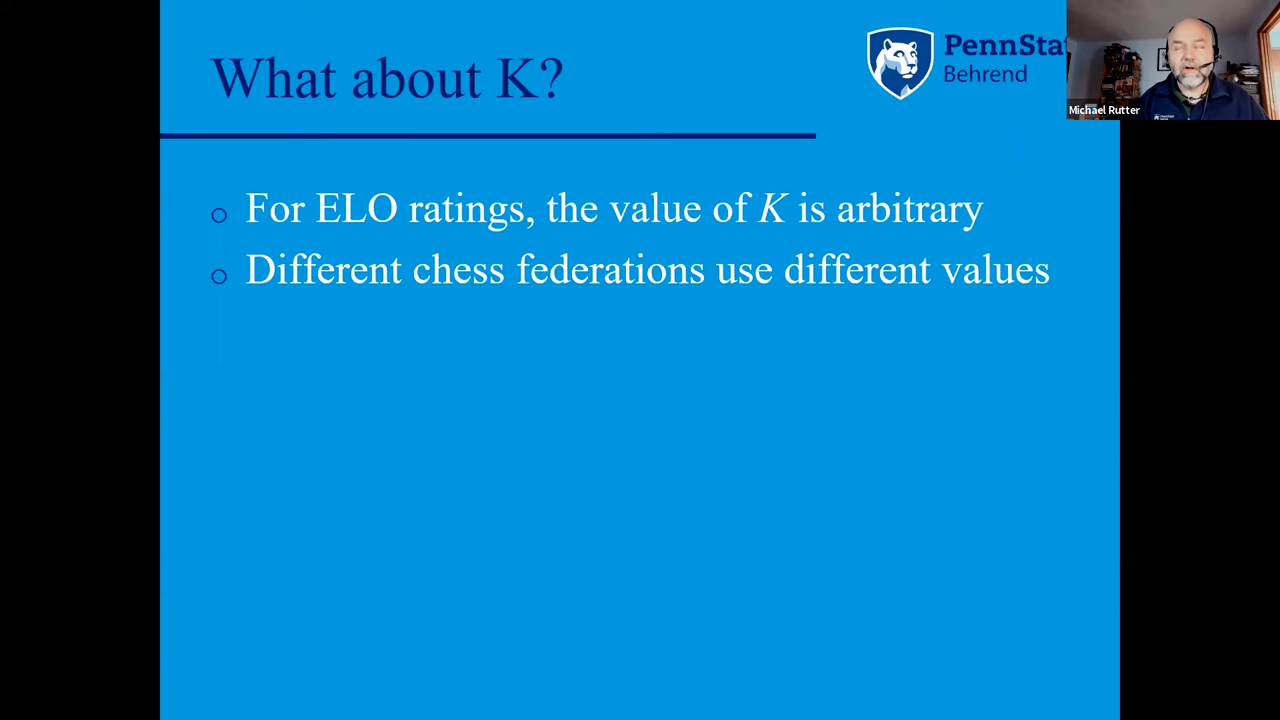 What about K?
PennSta
Behrend
Michael Rutter
For ELO ratings, the value of K is arbitrary
Different chess federations use different values